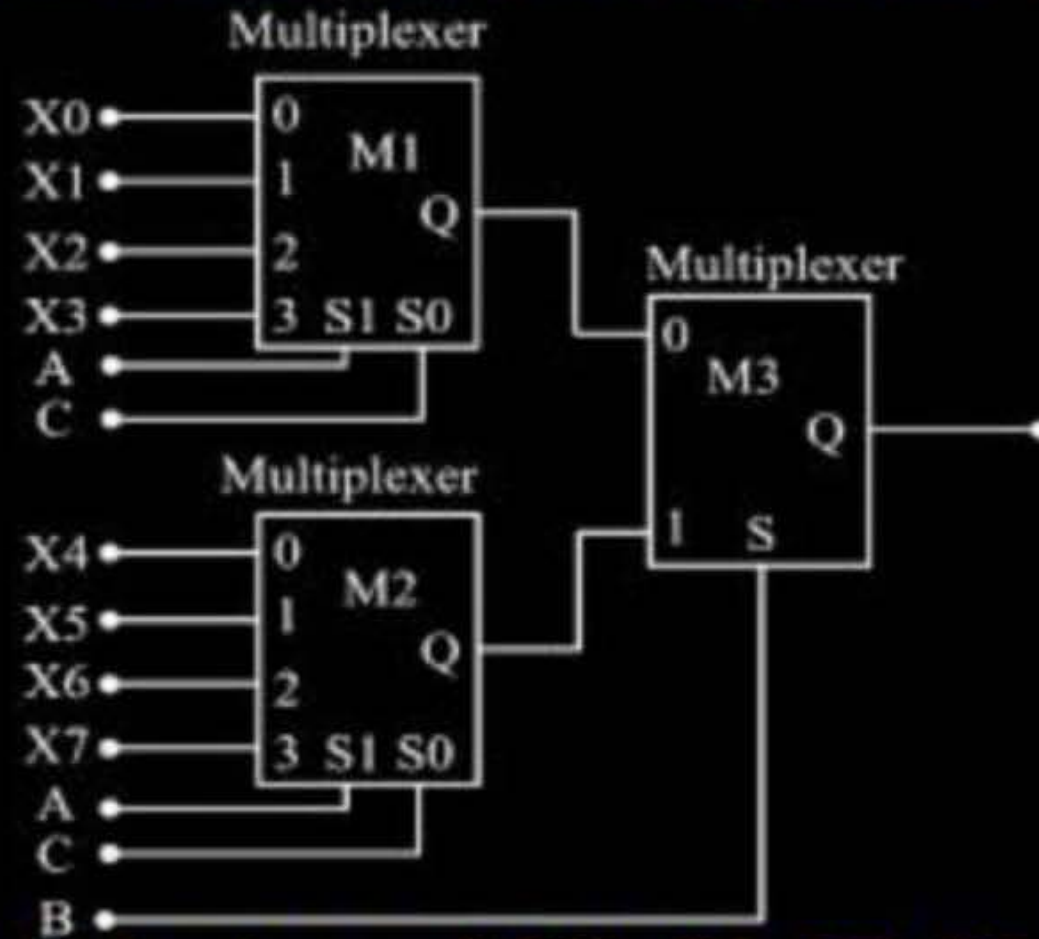 Multiplexer
X0 0
M1
X1 1
Q
X2 2
X3 3 S1 S0
A
C
Multiplexer
0
M3
Q
1 S
Multiplexer
X4 0
M2
X5 1
Q
X6 2
X7 3 S1 S0
A
C
B